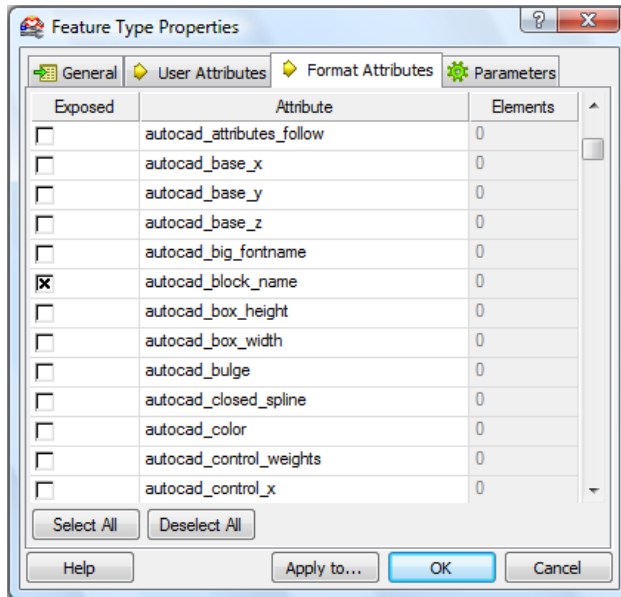 Feature Type Properties
General User Attributes Format Attributes Parameters
Exposed Attribute Elements
autocad_attributes_follow 0
autocad_base_x 0
autocad_base_y 0
autocad_base_z 0
autocad_big_fontname 0
autocad_block_name 0
autocad_box_height 0
autocad_box_width 0
autocad_bulge 0
autocad_closed_spline 0
autocad_color 0
autocad_control_weights 0
autocad_control_x 0
Select All Deselect All
Help Apply to... OK Cancel